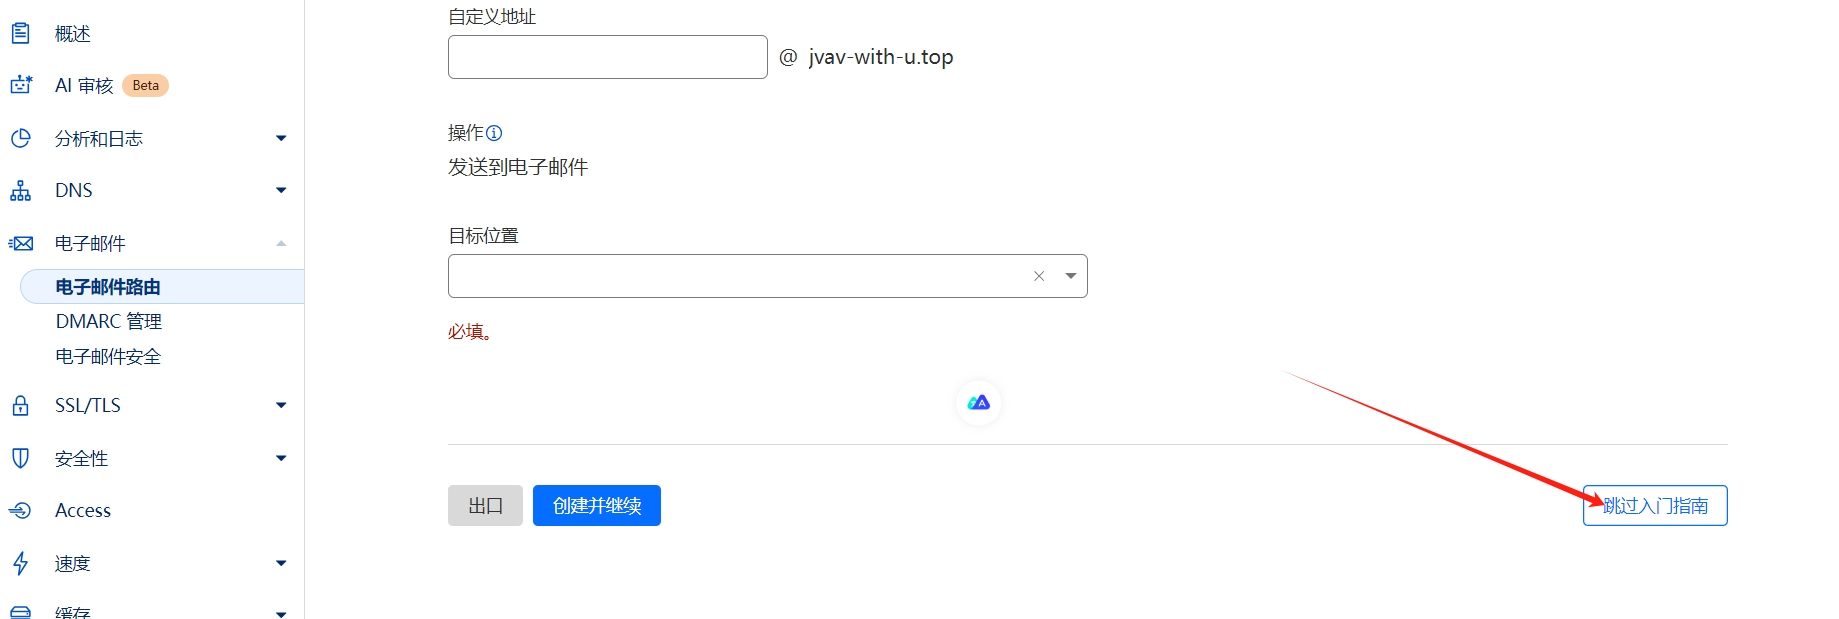 概述
AI 审核 Beta
分析和日志
DNS
电子邮件
电子邮件路由
DMARC 管理
电子邮件安全
SSL/TLS
安全性
Access
速度
缓存
自定义地址
@ jvav-with-u.top
操作
发送到电子邮件
目标位置
必填。
出口
创建并继续
跳过入门指南